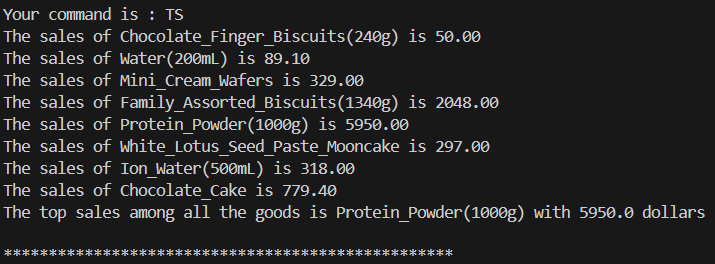 Your command is : TS
The sales of Chocolate_Finger_Biscuits(240g) is 50.00
The sales of Water(200mL) is 89.10
The sales of Mini_Cream_Wafers is 329.00
The sales of Family_Assorted_Biscuits(1340g) is 2048.00
The sales of Protein_Powder(1000g) is 5950.00
The sales of White_Lotus_Seed_Paste_Mooncake is 297.00
The sales of Ion_Water(500mL) is 318.00
The sales of Chocolate_Cake is 779.40
The top sales among all the goods is Protein_Powder(1000g) with 5950.0 dollars
**************************************************